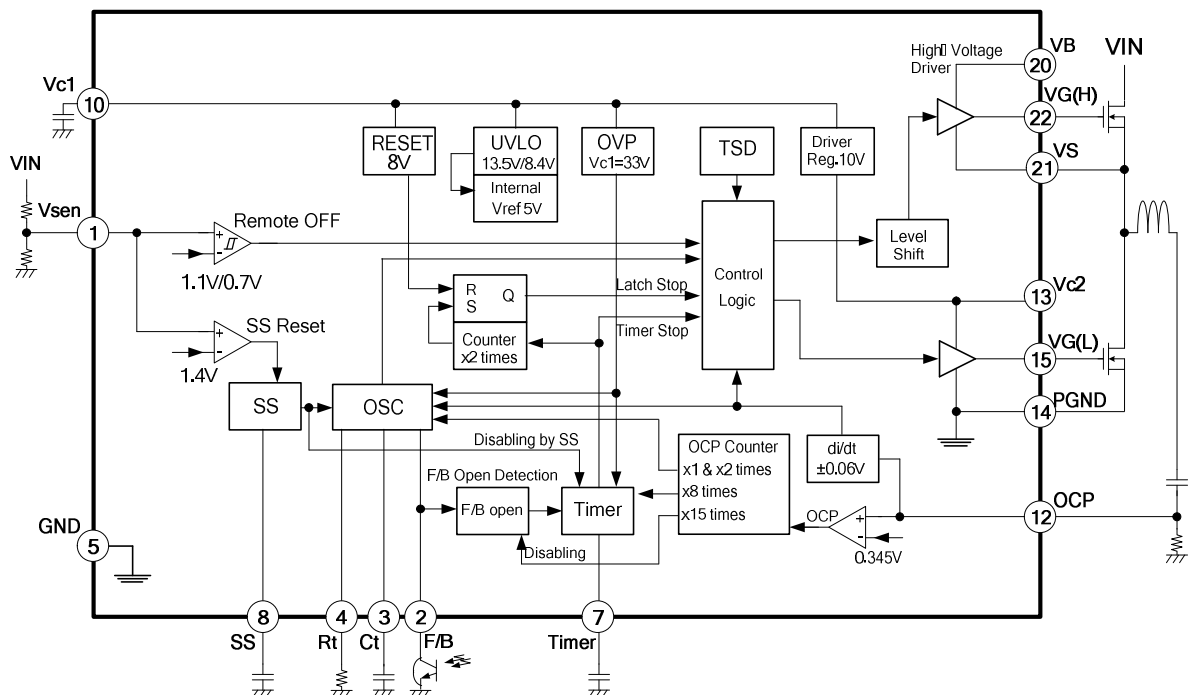 High▯ Voltage
Driver
VB
20
VIN
Vc1
10
VG(H)
22
RESET
8V
UVLO
13.5V/8.4V
Internal
Vref 5V
OVP
Vc1=33V
TSD
Driver
Reg.10V
VS
21
VIN
Vsen
1
+
-
Remote OFF
1.1V/0.7V
Level
Shift
Control
Logic
R
S
Q
Latch Stop
Counter
x2 times
Timer Stop
Vc2
13
+
-
SS Reset
1.4V
VG(L)
15
SS
OSC
PGND
14
Disabling by SS
F/B Open Detection
F/B open
Timer
Disabling
OCP Counter
x1 & x2 times
x8 times
x15 times
di/dt
±0.06V
OCP
+
-
0.345V
OCP
12
GND
5
8
SS
4
Rt
3
Ct
2
F/B
7
Timer